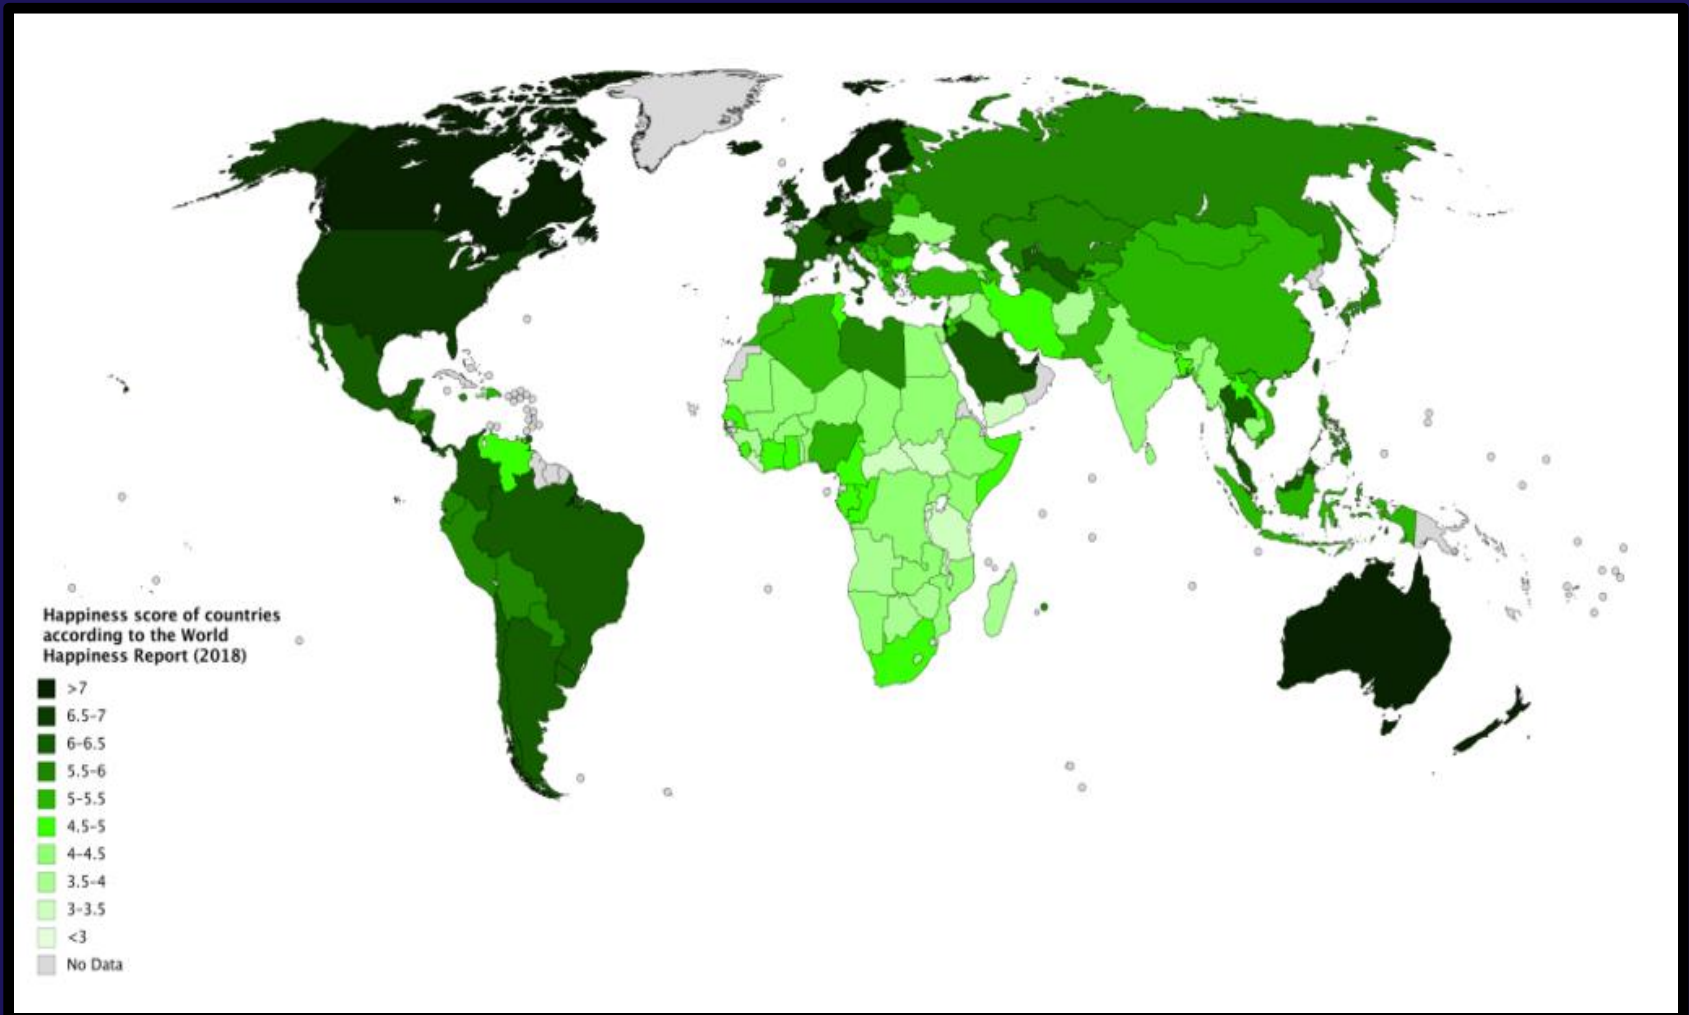 Happiness score of countries
according to the World
Happiness Report (2018)
>7
6.5-7
6-6.5
5.5-6
5-5.5
4.5-5
4-4.5
3.5-4
3-3.5
<3
No Data